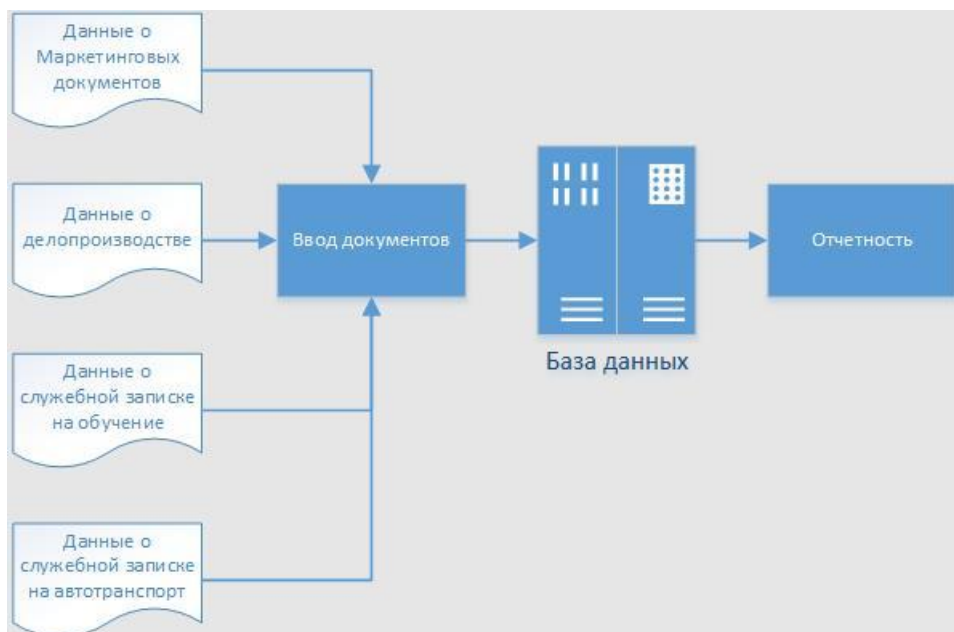 Данные о
Маркетинговых
документов
Данные о
делопроизводстве
Ввод документов
Отчетность
База данных
Данные о
служебной записке
на обучение
Данные о
служебной записке
на автотранспорт